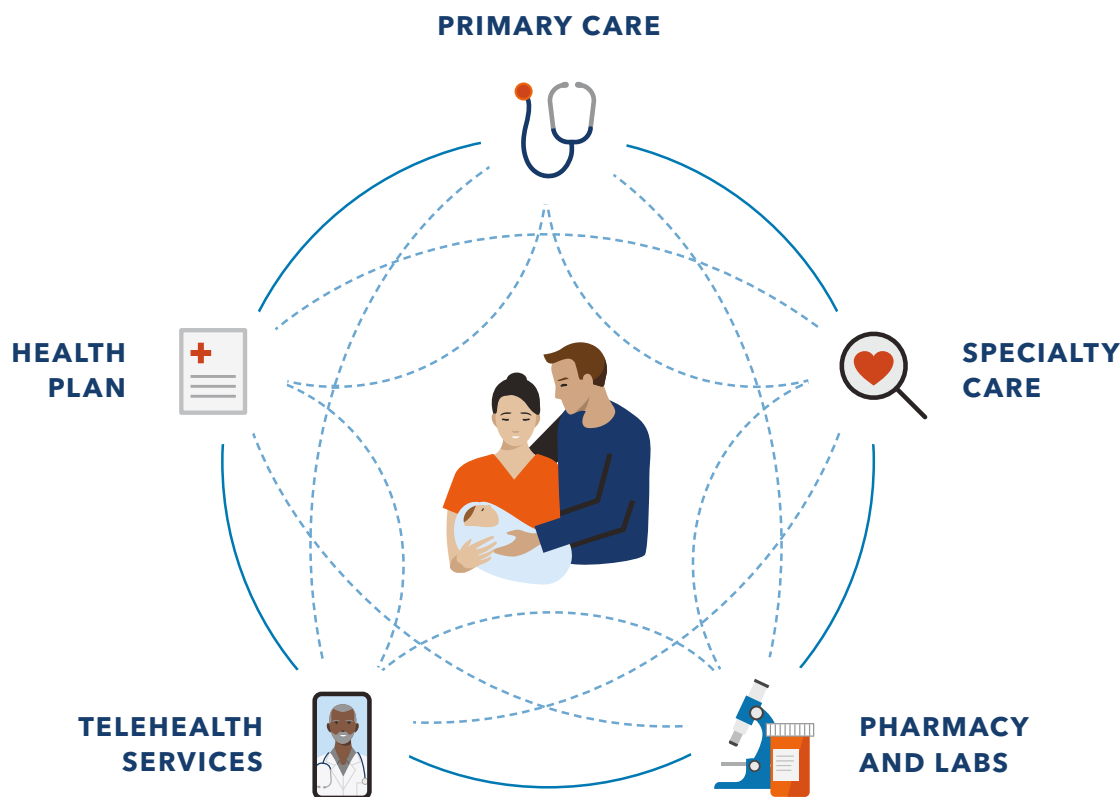 PRIMARY CARE
HEALTH
PLAN
SPECIALTY
CARE
TELEHEALTH
SERVICES
PHARMACY
AND LABS